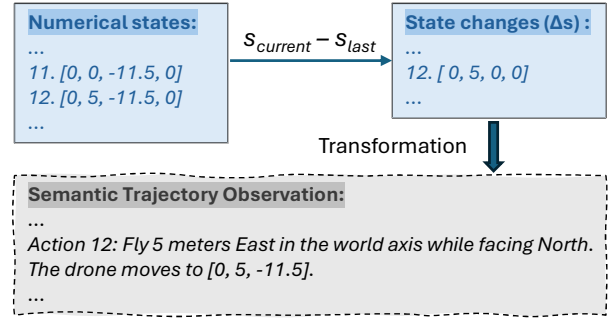 Numerical states:
...
11. [0, 0, -11.5, 0]
12. [0, 5, -11.5, 0]
...
s_current – s_last
State changes (Δs) :
...
12. [ 0, 5, 0, 0]
...
Transformation
Semantic Trajectory Observation:
...
Action 12: Fly 5 meters East in the world axis while facing North.
The drone moves to [0, 5, -11.5].
...